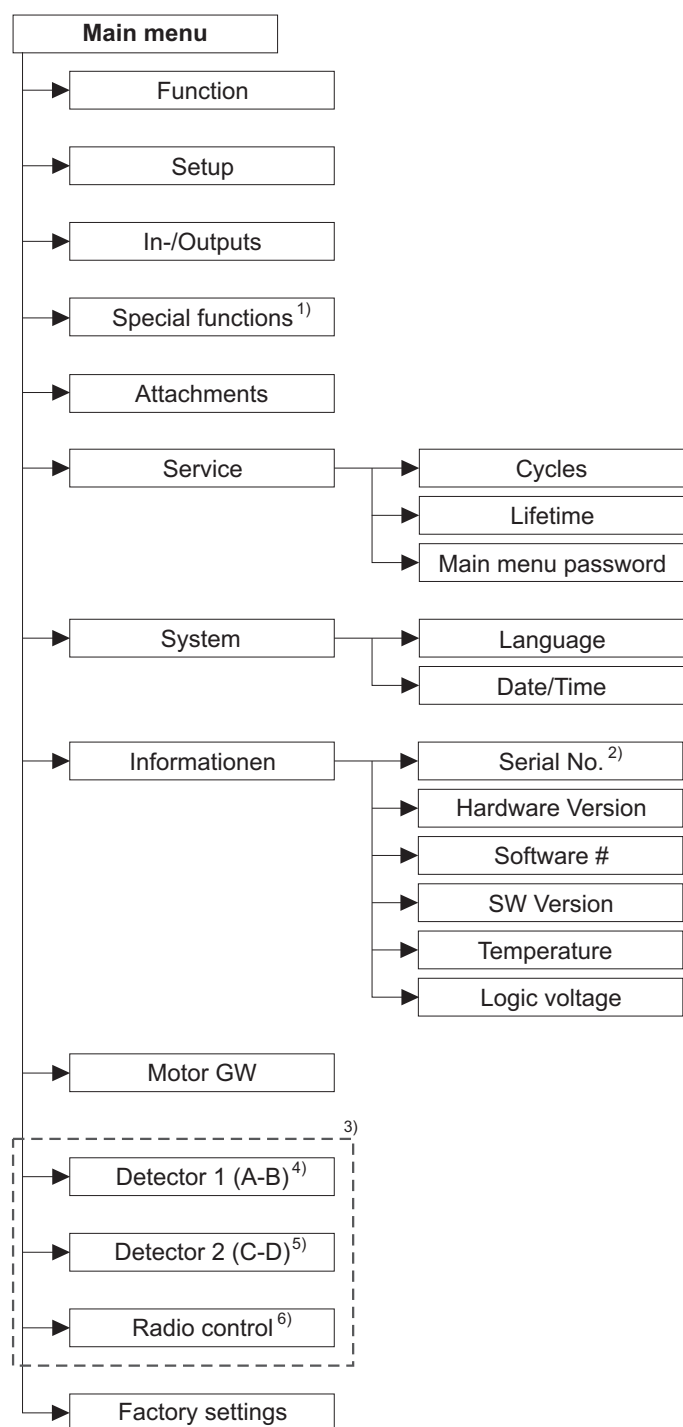 Main menu
Function
Setup
In-/Outputs
Special functions 1)
Attachments
Service
Cycles
Lifetime
Main menu password
System
Language
Date/Time
Informationen
Serial No. 2)
Hardware Version
Software #
SW Version
Temperature
Logic voltage
Motor GW
3)
Detector 1 (A-B) 4)
Detector 2 (C-D) 5)
Radio control 6)
Factory settings